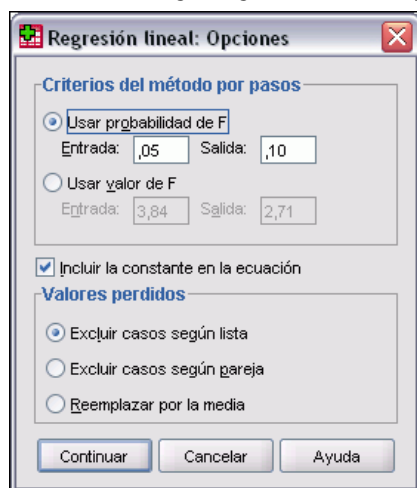 Regresión lineal: Opciones
Criterios del método por pasos
Usar probabilidad de F
Entrada: ,05 Salida: ,10
Usar valor de F
Entrada: 3,84 Salida: 2,71
Incluir la constante en la ecuación
Valores perdidos
Excluir casos según lista
Excluir casos según pareja
Reemplazar por la media
Continuar Cancelar Ayuda